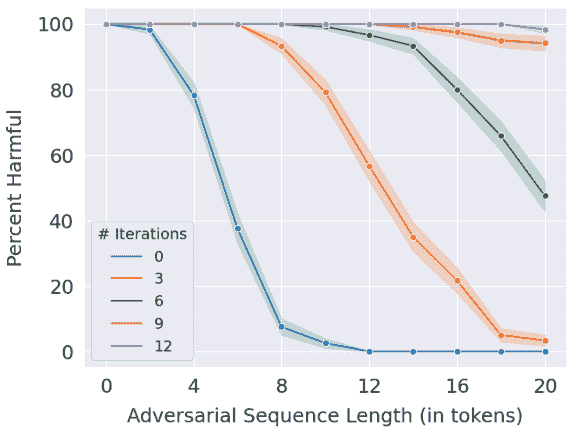 100
80
60
40
20
0
Percent Harmful
# Iterations
0
3
6
9
12
0 4 8 12 16 20
Adversarial Sequence Length (in tokens)